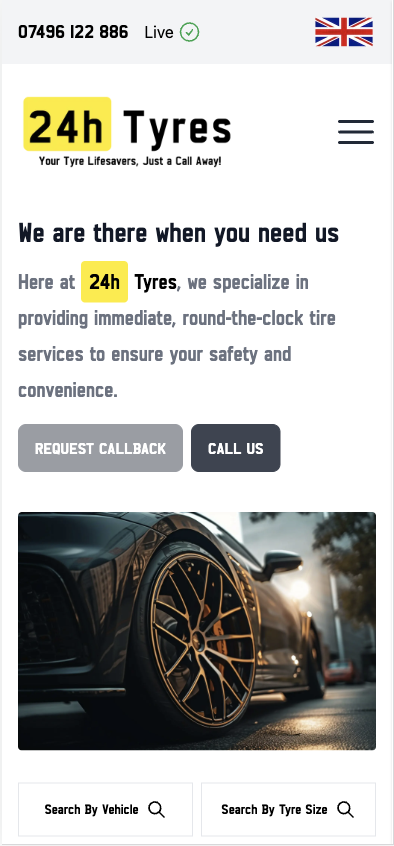 07496 122 886 Live
24h Tyres
Your Tyre Lifesavers, Just a Call Away!
We are there when you need us
Here at 24h Tyres, we specialize in
providing immediate, round-the-clock tire
services to ensure your safety and
convenience.
REQUEST CALLBACK CALL US
Search By Vehicle Search By Tyre Size